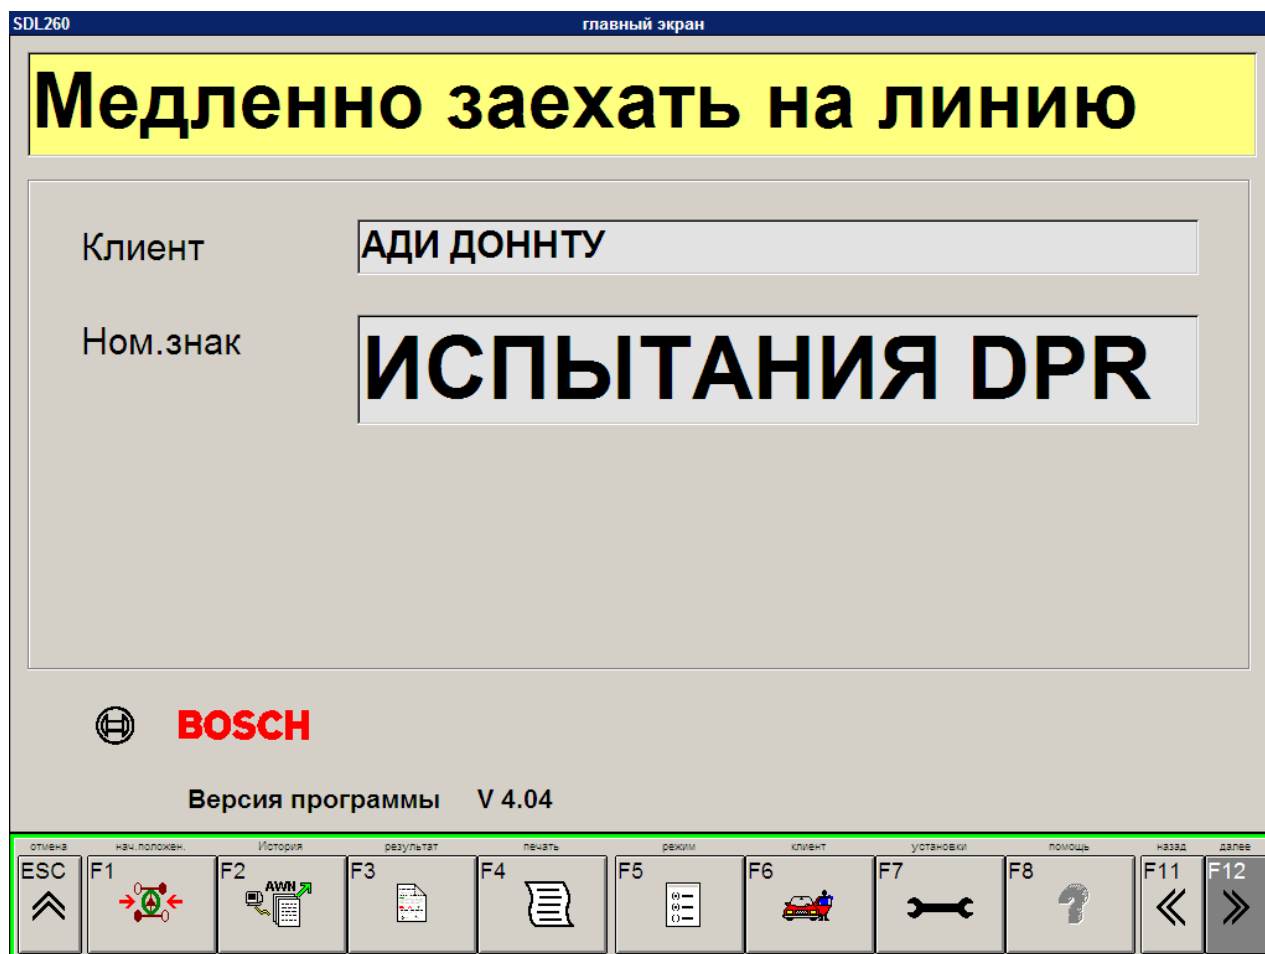 SDL260 главный экран
Медленно заехать на линию
Клиент АДИ ДОННТУ
Ном.знак ИСПЫТАНИЯ DPR
BOSCH
Версия программы V 4.04
отмена нач.положен. История результат печать режим клиент установки помощь назад далее
ESC F1 F2 F3 F4 F5 F6 F7 F8 F11 F12
AWN